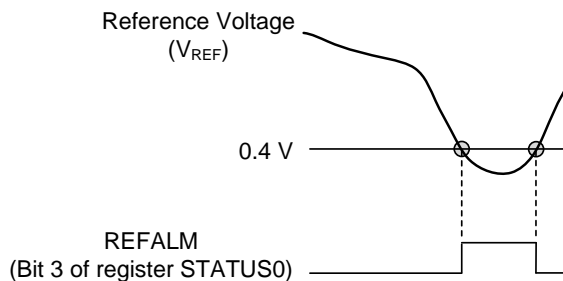 Reference Voltage
(VREF)
0.4 V
REFALM
(Bit 3 of register STATUS0)